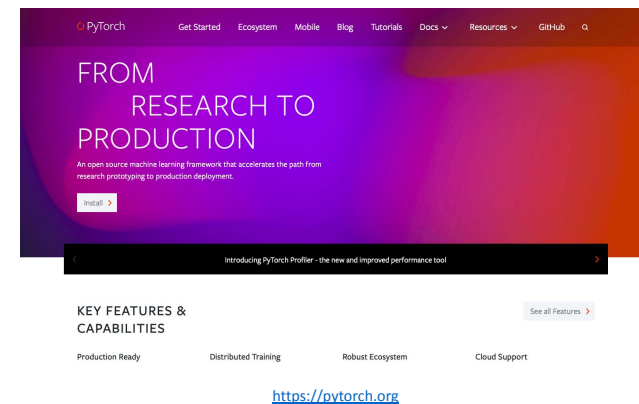 PyTorch Get Started Ecosystem Mobile Blog Tutorials Docs Resources GitHub
FROM
RESEARCH TO
PRODUCTION
An open source machine learning framework that accelerates the path from
research prototyping to production deployment.
Install
Introducing PyTorch Profiler - the new and improved performance tool
KEY FEATURES &
CAPABILITIES
See all Features
Production Ready Distributed Training Robust Ecosystem Cloud Support
https://pytorch.org